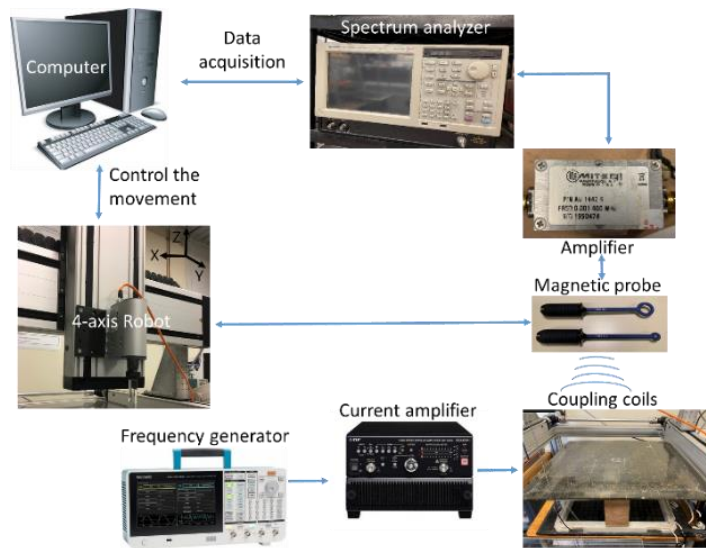 Spectrum analyzer
Computer
Data
acquisition
Control the
movement
MITEQ
Amplifier
Z
X
Y
4-axis Robot
Magnetic probe
Coupling coils
Current amplifier
Frequency generator